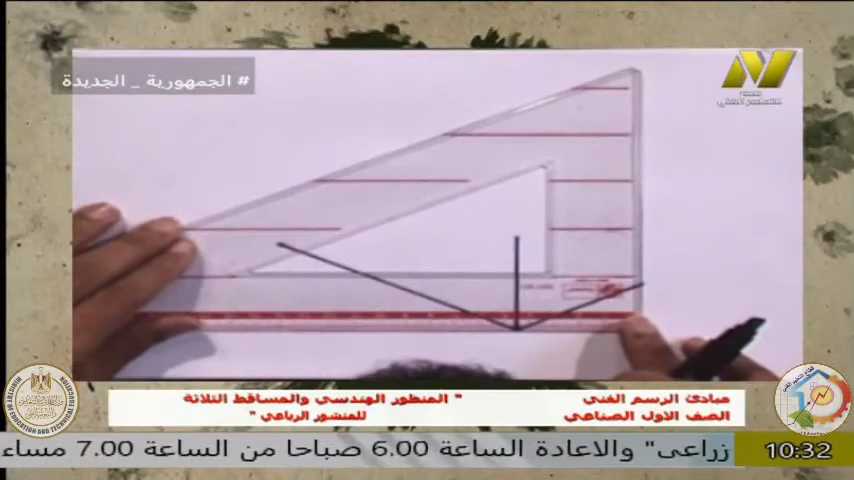 # الجمهورية _ الجديدة
مبادئ الرسم الفني
الصف الاول الصناعي
" المنظور الهندسي والمساقط الثلاثة
للمنشور الرباعي "
زراعى" والاعادة الساعة 6.00 صباحا من الساعة 7.00 مساء
10:32